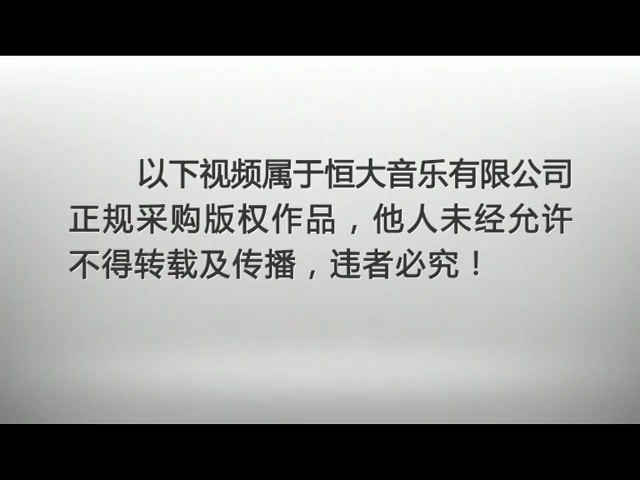 以下视频属于恒大音乐有限公司
正规采购版权作品，他人未经允许
不得转载及传播，违者必究！